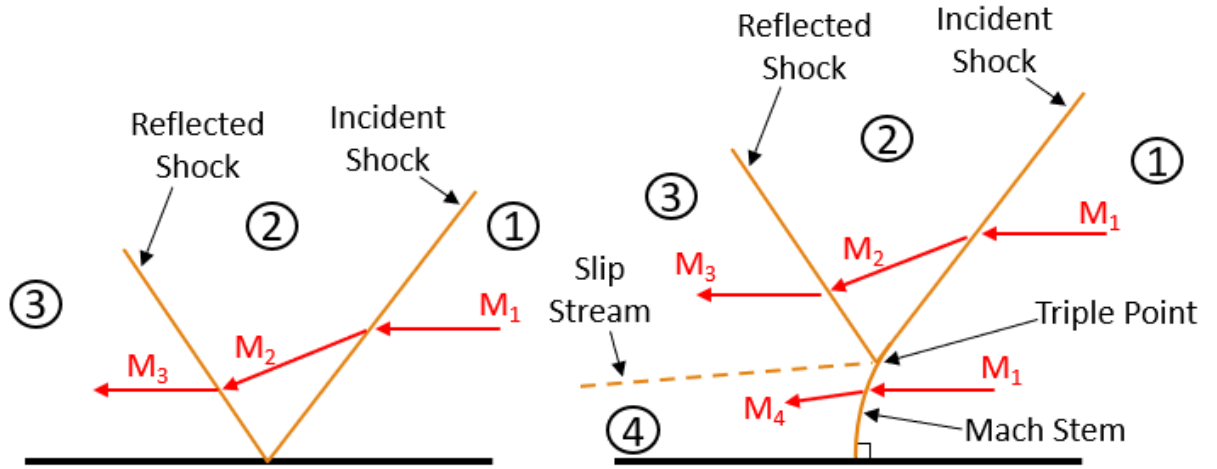 Reflected
Shock
Incident
Shock
②
①
③
M₁
M₂
M₃
Reflected
Shock
Incident
Shock
②
①
③
M₁
M₂
M₃
Slip
Stream
Triple Point
M₁
M₄
④
Mach Stem